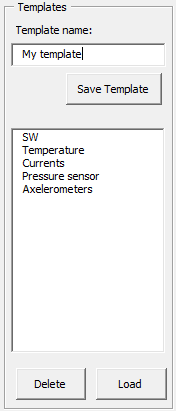 Templates
Template name:
My template
Save Template
SW
Temperature
Currents
Pressure sensor
Axelerometers
Delete
Load